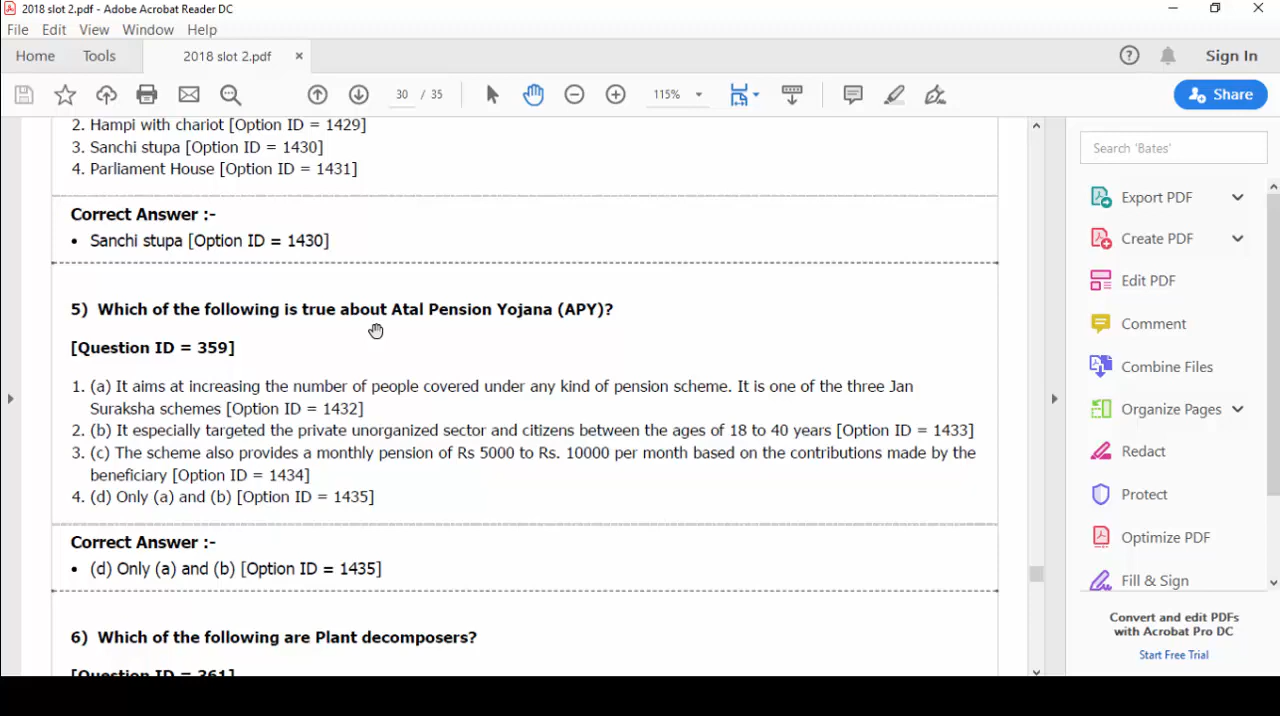 2018 slot 2.pdf - Adobe Acrobat Reader DC
File Edit View Window Help
Home Tools 2018 slot 2.pdf × Sign In
30 / 35 115% Share
2. Hampi with chariot [Option ID = 1429]
3. Sanchi stupa [Option ID = 1430]
4. Parliament House [Option ID = 1431]
Correct Answer :-
• Sanchi stupa [Option ID = 1430]
5) Which of the following is true about Atal Pension Yojana (APY)?
[Question ID = 359]
1. (a) It aims at increasing the number of people covered under any kind of pension scheme. It is one of the three Jan
Suraksha schemes [Option ID = 1432]
2. (b) It especially targeted the private unorganized sector and citizens between the ages of 18 to 40 years [Option ID = 1433]
3. (c) The scheme also provides a monthly pension of Rs 5000 to Rs. 10000 per month based on the contributions made by the
beneficiary [Option ID = 1434]
4. (d) Only (a) and (b) [Option ID = 1435]
Correct Answer :-
• (d) Only (a) and (b) [Option ID = 1435]
6) Which of the following are Plant decomposers?
[Question ID = 361]
Search 'Bates'
Export PDF
Create PDF
Edit PDF
Comment
Combine Files
Organize Pages
Redact
Protect
Optimize PDF
Fill & Sign
Convert and edit PDFs
with Acrobat Pro DC
Start Free Trial